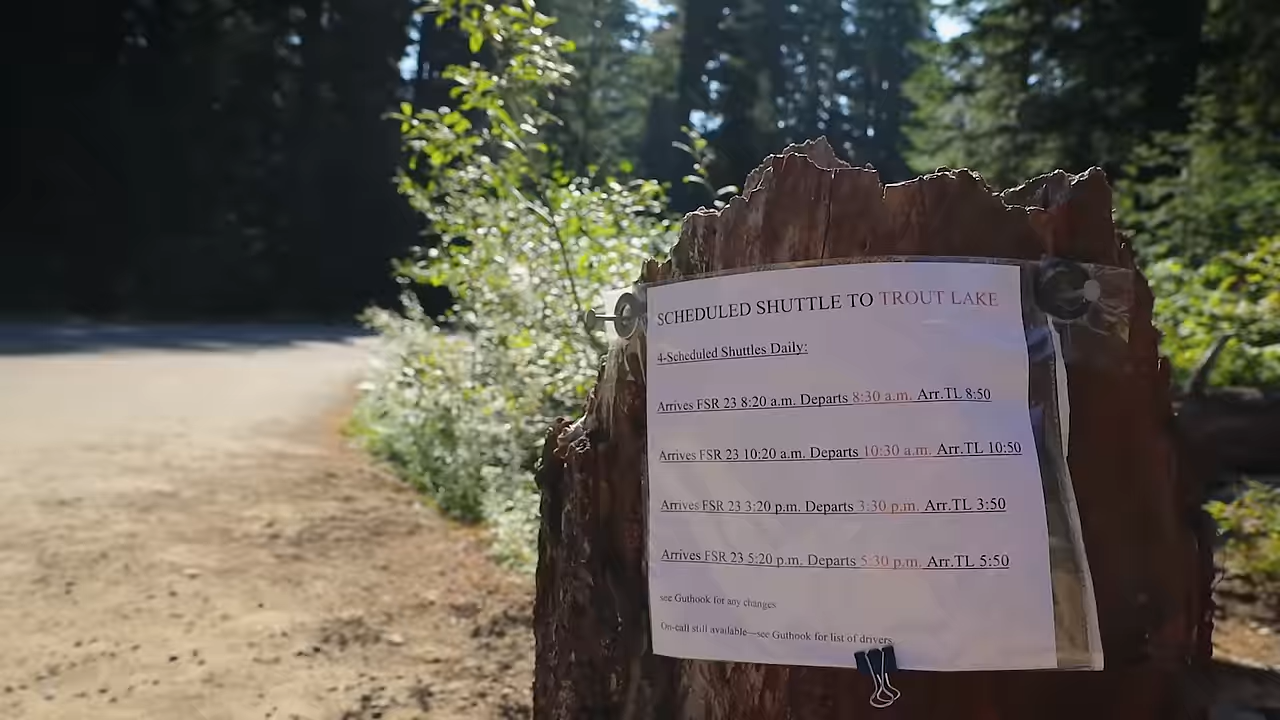 SCHEDULED SHUTTLE TO TROUT LAKE
4-Scheduled Shuttles Daily:
Arrives FSR 23 8:20 a.m. Departs 8:30 a.m. Arr.TL 8:50
Arrives FSR 23 10:20 a.m. Departs 10:30 a.m. Arr.TL 10:50
Arrives FSR 23 3:20 p.m. Departs 3:30 p.m. Arr.TL 3:50
Arrives FSR 23 5:20 p.m. Departs 5:30 p.m. Arr.TL 5:50
see Guthook for any changes
On-call still available—see Guthook for list of drivers.